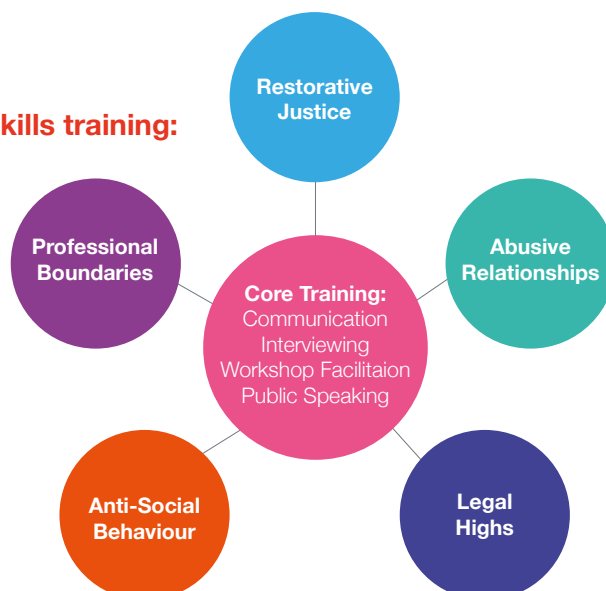 Restorative
Justice
kills training:
Professional
Boundaries
Abusive
Relationships
Core Training:
Communication
Interviewing
Workshop Facilitaion
Public Speaking
Anti-Social
Behaviour
Legal
Highs